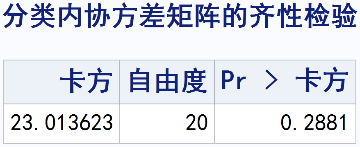 分类内协方差矩阵的齐性检验
卡方 自由度 Pr > 卡方
23.013623 20 0.2881